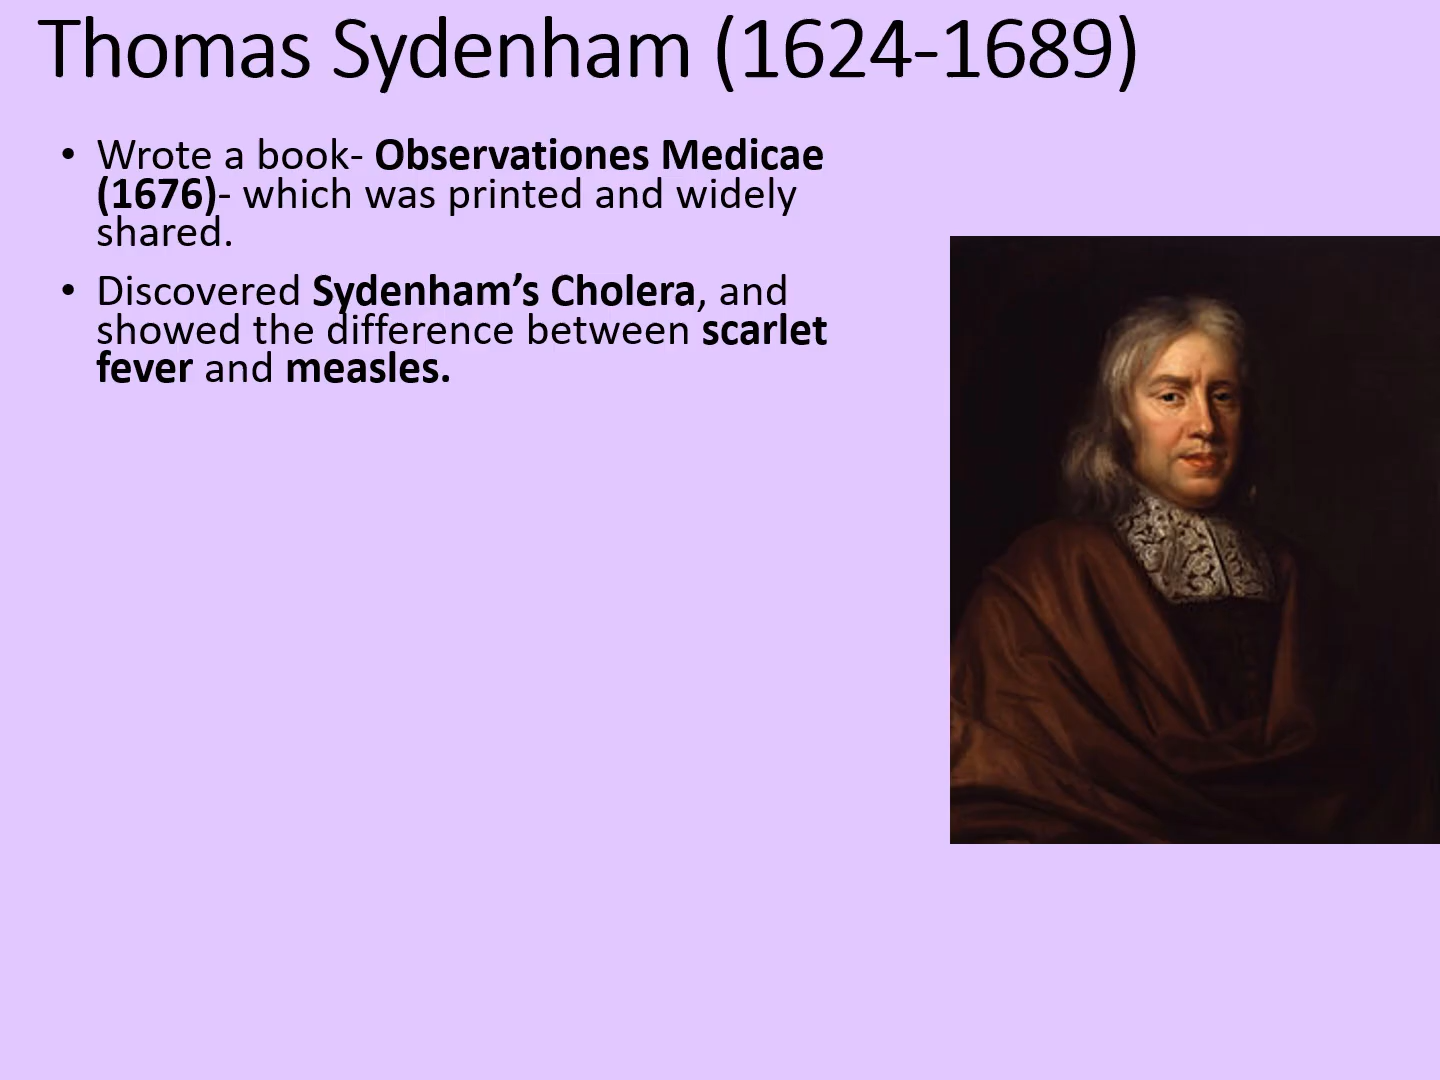 Thomas Sydenham (1624-1689)
• Wrote a book- Observationes Medicae
(1676)- which was printed and widely
shared.
• Discovered Sydenham’s Cholera, and
showed the difference between scarlet
fever and measles.